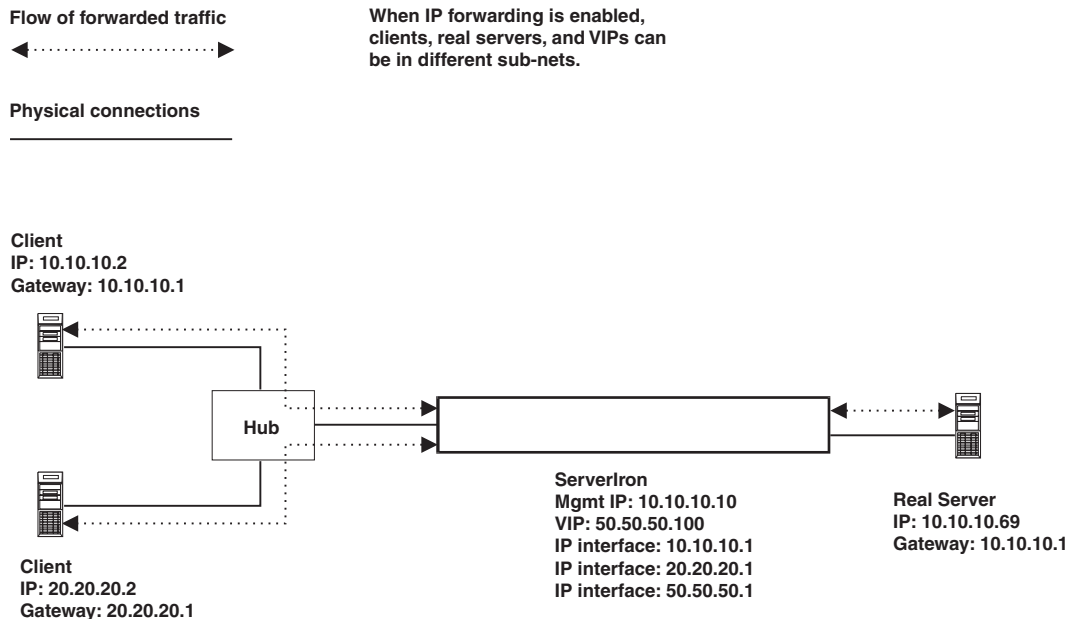 Flow of forwarded traffic
When IP forwarding is enabled,
clients, real servers, and VIPs can
be in different sub-nets.
Physical connections
Client
IP: 10.10.10.2
Gateway: 10.10.10.1
Hub
ServerIron
Mgmt IP: 10.10.10.10
VIP: 50.50.50.100
IP interface: 10.10.10.1
IP interface: 20.20.20.1
IP interface: 50.50.50.1
Real Server
IP: 10.10.10.69
Gateway: 10.10.10.1
Client
IP: 20.20.20.2
Gateway: 20.20.20.1